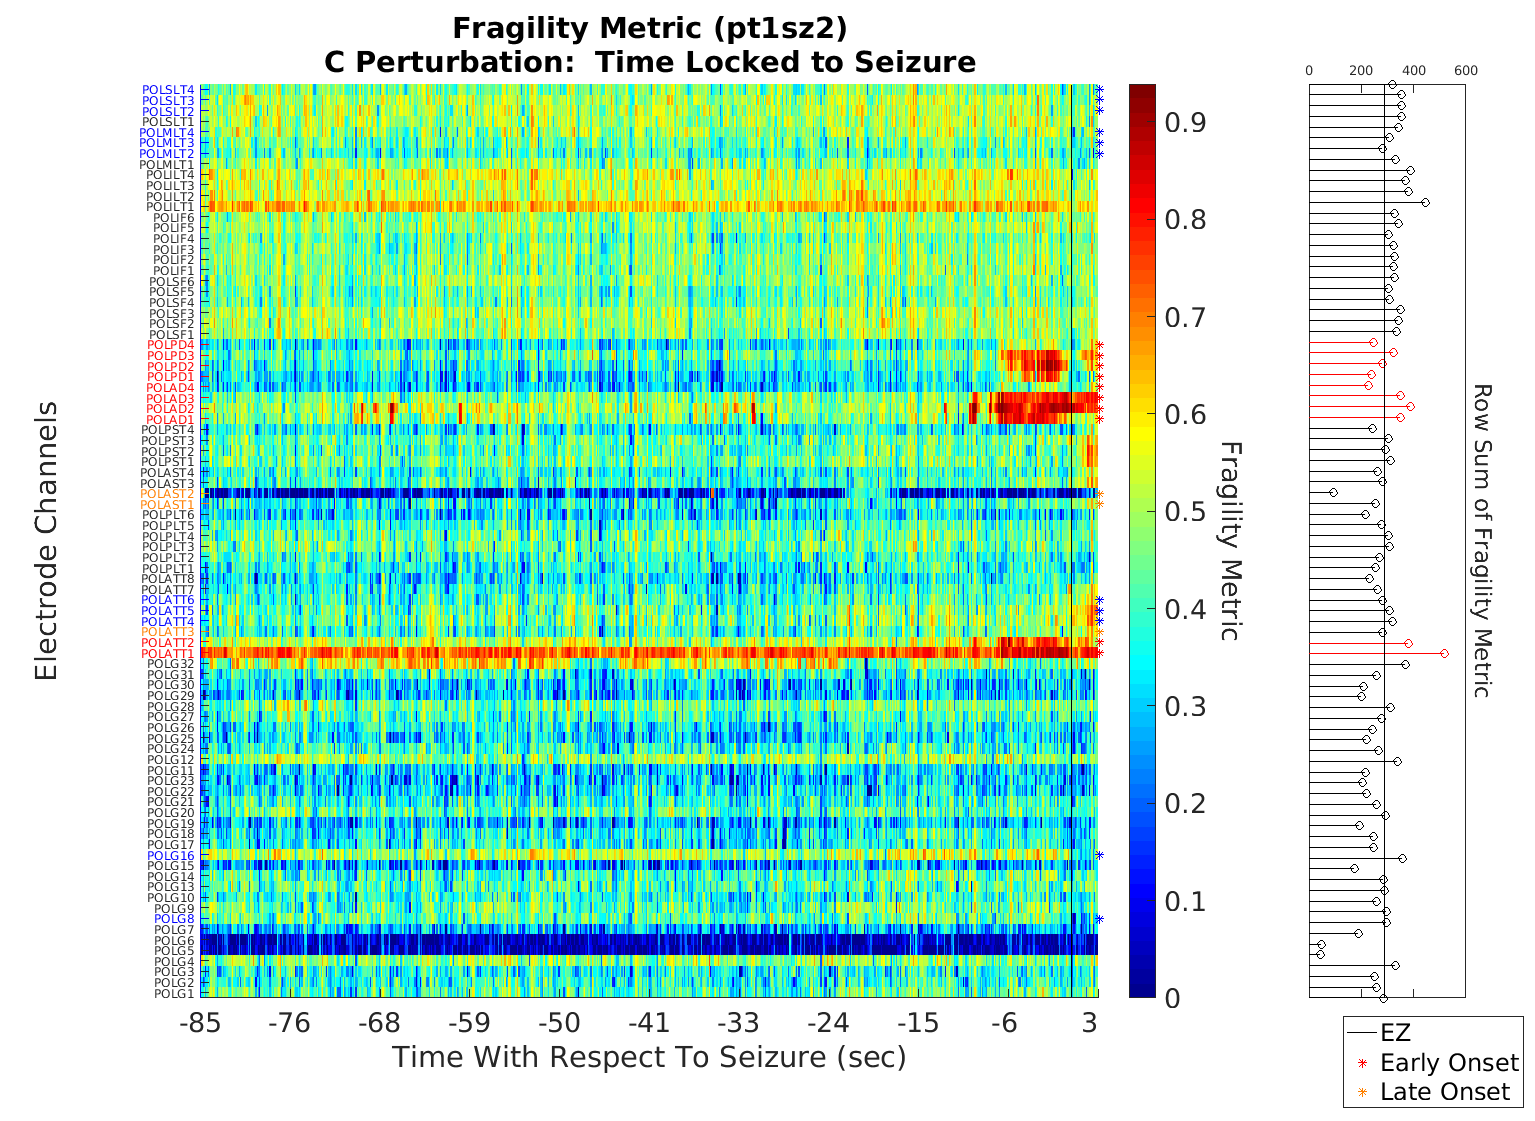 Fragility Metric (pt1sz2)
C Perturbation: Time Locked to Seizure
Electrode Channels
POLSLT4
POLSLT3
POLSLT2
POLSLT1
POLMLT4
POLMLT3
POLMLT2
POLMLT1
POLILT4
POLILT3
POLILT2
POLILT1
POLIF6
POLIF5
POLIF4
POLIF3
POLIF2
POLIF1
POLSF6
POLSF5
POLSF4
POLSF3
POLSF2
POLSF1
POLPD4
POLPD3
POLPD2
POLPD1
POLAD4
POLAD3
POLAD2
POLAD1
POLPST4
POLPST3
POLPST2
POLPST1
POLAST4
POLAST3
POLAST2
POLAST1
POLPLT6
POLPLT5
POLPLT4
POLPLT3
POLPLT2
POLPLT1
POLATT8
POLATT7
POLATT6
POLATT5
POLATT4
POLATT3
POLATT2
POLATT1
POLG32
POLG31
POLG30
POLG29
POLG28
POLG27
POLG26
POLG25
POLG24
POLG12
POLG11
POLG23
POLG22
POLG21
POLG20
POLG19
POLG18
POLG17
POLG16
POLG15
POLG14
POLG13
POLG10
POLG9
POLG8
POLG7
POLG6
POLG5
POLG4
POLG3
POLG2
POLG1
-85 -76 -68 -59 -50 -41 -33 -24 -15 -6 3
Time With Respect To Seizure (sec)
0.9
0.8
0.7
0.6
0.5
0.4
0.3
0.2
0.1
0
Fragility Metric
0 200 400 600
Row Sum of Fragility Metric
EZ
Early Onset
Late Onset